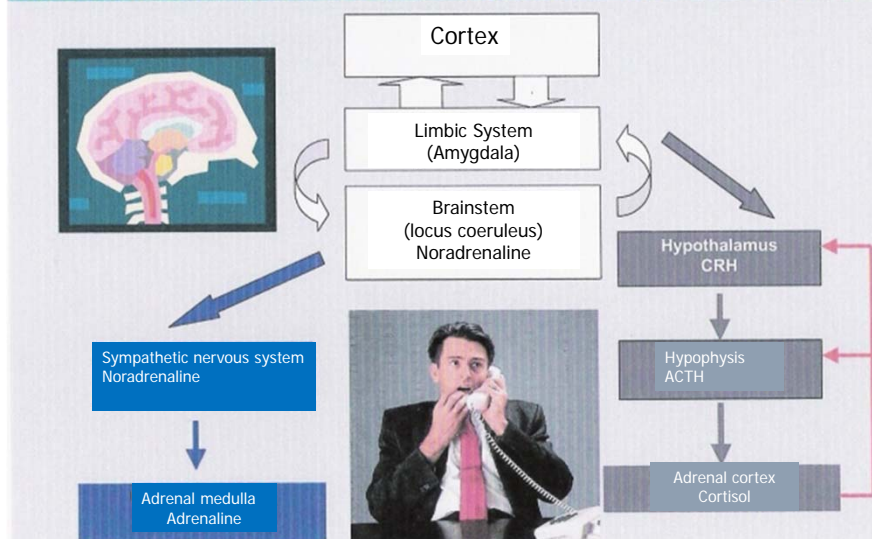 Cortex
Limbic System
(Amygdala)
Brainstem
(locus coeruleus)
Noradrenaline
Hypothalamus
CRH
Sympathetic nervous system
Noradrenaline
Hypophysis
ACTH
Adrenal medulla
Adrenaline
Adrenal cortex
Cortisol